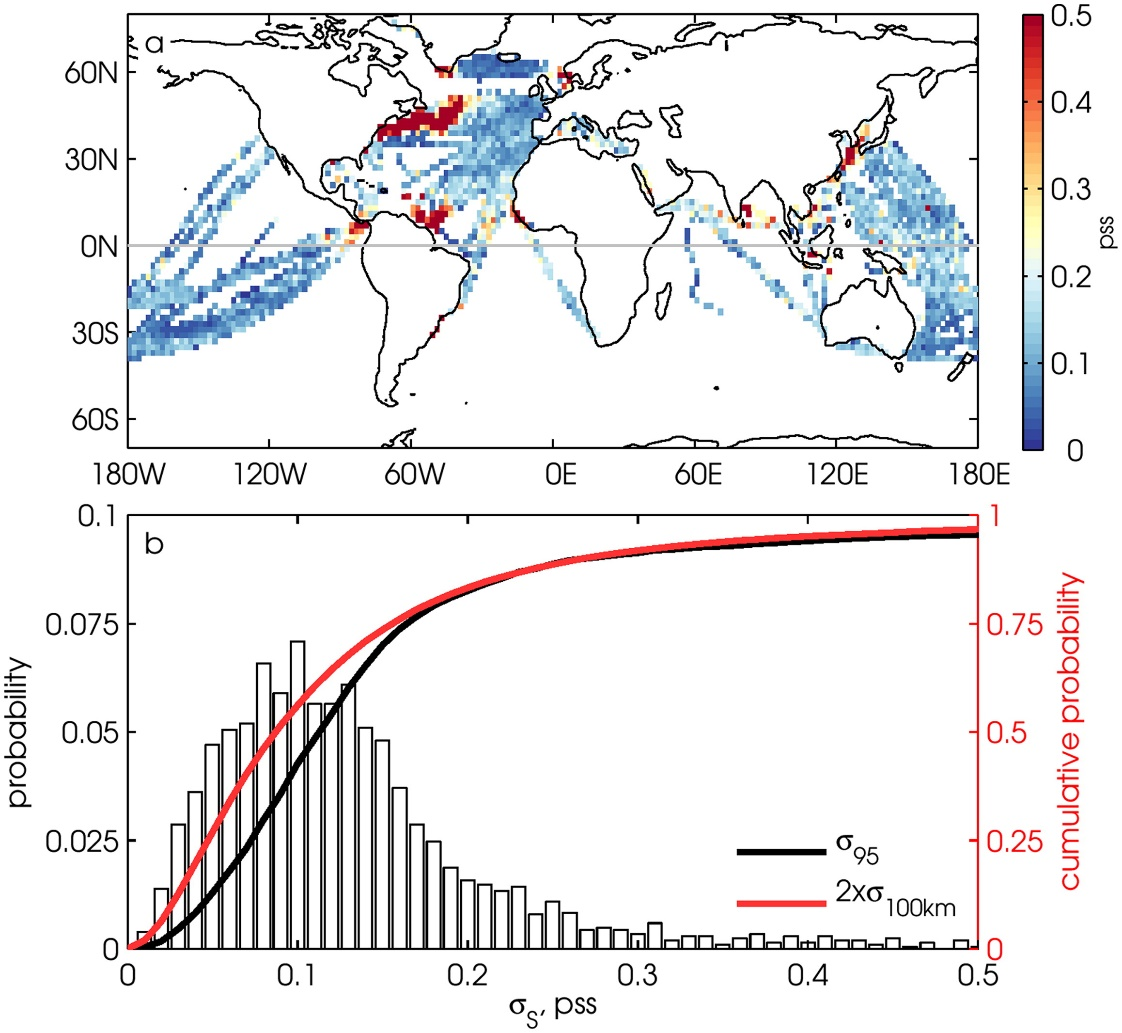 a
60N
30N
0N
30S
60S
180W 120W 60W 0E 60E 120E 180E
0.5
0.4
0.3
0.2
0.1
0
pss
b
0.1
0.075
0.05
0.025
0
probability
1
0.75
0.5
0.25
0
cumulative probability
σ95
2xσ100km
0 0.1 0.2 0.3 0.4 0.5
σS, pss